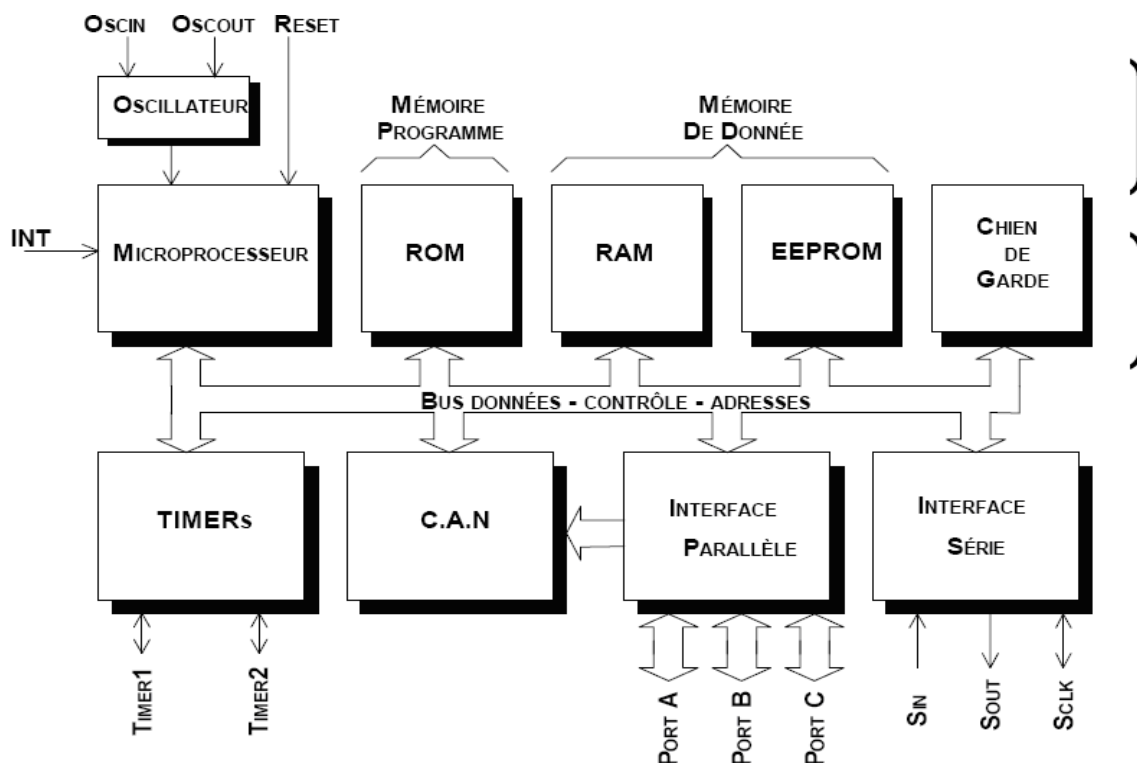 OSCIN OSCOUT RESET
OSCILLATEUR
MÉMOIRE
PROGRAMME
MÉMOIRE
DE DONNÉE
INT
MICROPROCESSEUR
ROM
RAM
EEPROM
CHIEN
DE
GARDE
BUS DONNÉES - CONTRÔLE - ADRESSES
TIMERS
C.A.N
INTERFACE
PARALLÈLE
INTERFACE
SÉRIE
TIMER1
TIMER2
PORT A
PORT B
PORT C
SIN
SOUT
SCLK